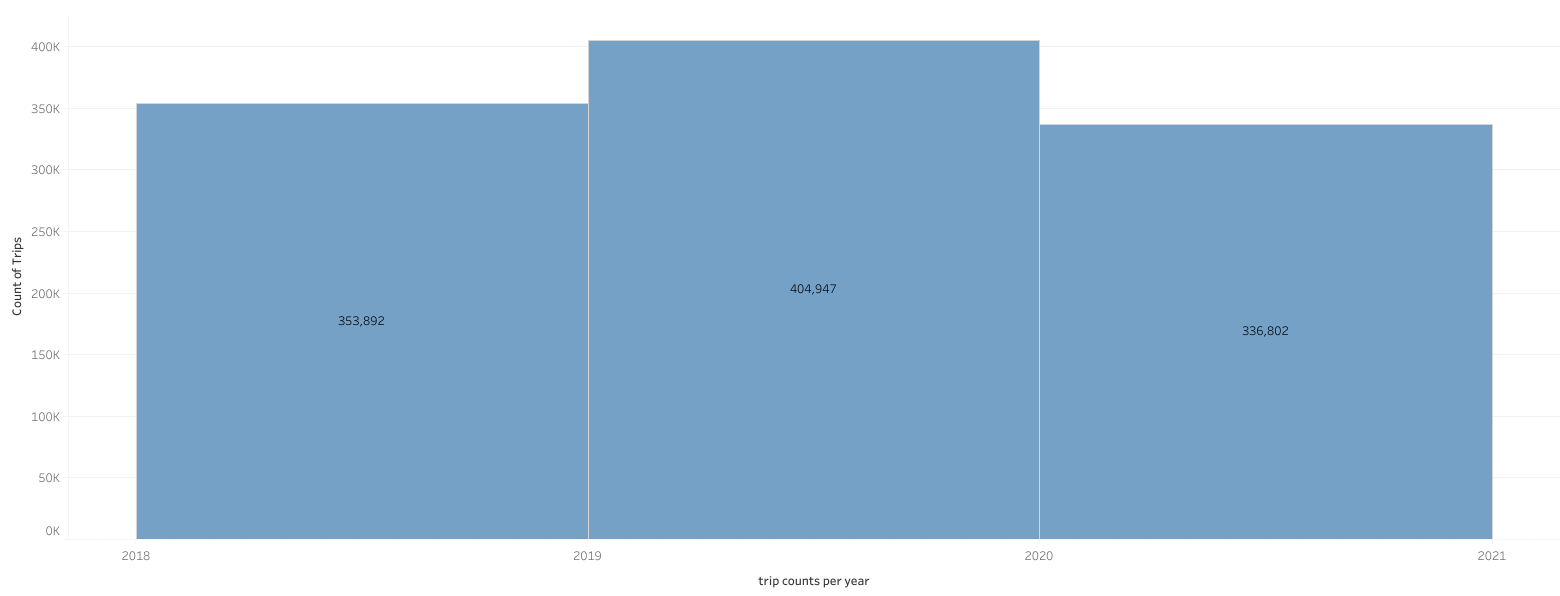 400K
350K
300K
250K
200K
150K
100K
50K
0K
Count of Trips
353,892
404,947
336,802
2018
2019
2020
2021
trip counts per year